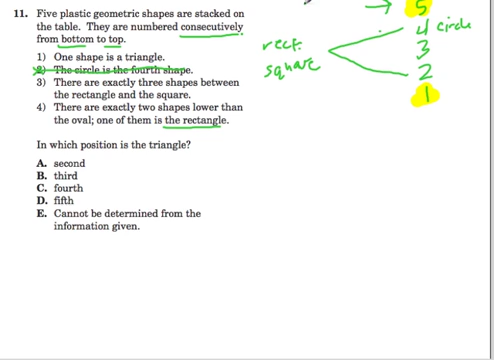 11. Five plastic geometric shapes are stacked on
the table. They are numbered consecutively
from bottom to top.
1) One shape is a triangle.
2) The circle is the fourth shape.
3) There are exactly three shapes between
the rectangle and the square.
4) There are exactly two shapes lower than
the oval; one of them is the rectangle.
In which position is the triangle?
A. second
B. third
C. fourth
D. fifth
E. Cannot be determined from the
information given.
→ 5
4 circle
rect. 3
square 2
1